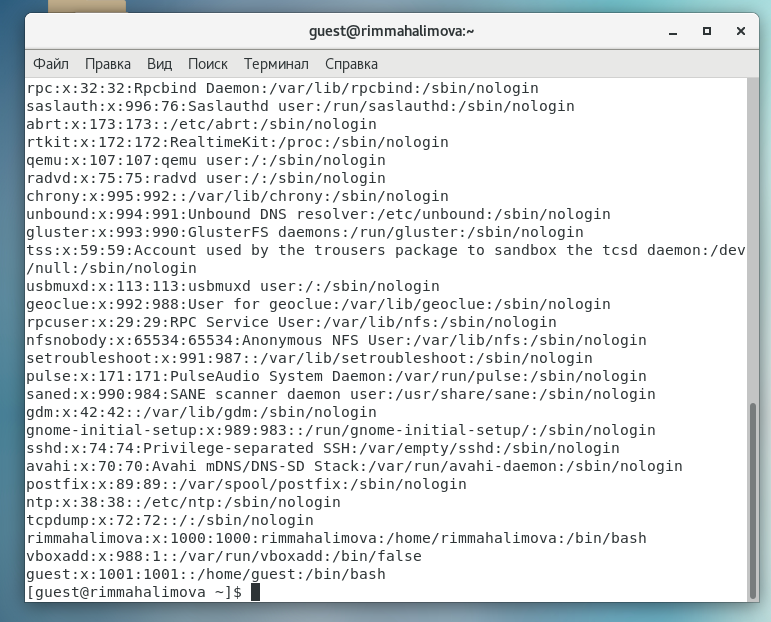 guest@rimmahalimova:~
Файл Правка Вид Поиск Терминал Справка
rpc:x:32:32:Rpcbind Daemon:/var/lib/rpcbind:/sbin/nologin
saslauth:x:996:76:Saslauthd user:/run/saslauthd:/sbin/nologin
abrt:x:173:173::/etc/abrt:/sbin/nologin
rtkit:x:172:172:RealtimeKit:/proc:/sbin/nologin
qemu:x:107:107:qemu user:/:/sbin/nologin
radvd:x:75:75:radvd user:/:/sbin/nologin
chrony:x:995:992::/var/lib/chrony:/sbin/nologin
unbound:x:994:991:Unbound DNS resolver:/etc/unbound:/sbin/nologin
gluster:x:993:990:GlusterFS daemons:/run/gluster:/sbin/nologin
tss:x:59:59:Account used by the trousers package to sandbox the tcsd daemon:/dev
/null:/sbin/nologin
usbmuxd:x:113:113:usbmuxd user:/:/sbin/nologin
geoclue:x:992:988:User for geoclue:/var/lib/geoclue:/sbin/nologin
rpcuser:x:29:29:RPC Service User:/var/lib/nfs:/sbin/nologin
nfsnobody:x:65534:65534:Anonymous NFS User:/var/lib/nfs:/sbin/nologin
setroubleshoot:x:991:987::/var/lib/setroubleshoot:/sbin/nologin
pulse:x:171:171:PulseAudio System Daemon:/var/run/pulse:/sbin/nologin
saned:x:990:984:SANE scanner daemon user:/usr/share/sane:/sbin/nologin
gdm:x:42:42::/var/lib/gdm:/sbin/nologin
gnome-initial-setup:x:989:983::/run/gnome-initial-setup/:/sbin/nologin
sshd:x:74:74:Privilege-separated SSH:/var/empty/sshd:/sbin/nologin
avahi:x:70:70:Avahi mDNS/DNS-SD Stack:/var/run/avahi-daemon:/sbin/nologin
postfix:x:89:89::/var/spool/postfix:/sbin/nologin
ntp:x:38:38::/etc/ntp:/sbin/nologin
tcpdump:x:72:72::/:/sbin/nologin
rimmahalimova:x:1000:1000:rimmahalimova:/home/rimmahalimova:/bin/bash
vboxadd:x:988:1::/var/run/vboxadd:/bin/false
guest:x:1001:1001::/home/guest:/bin/bash
[guest@rimmahalimova ~]$